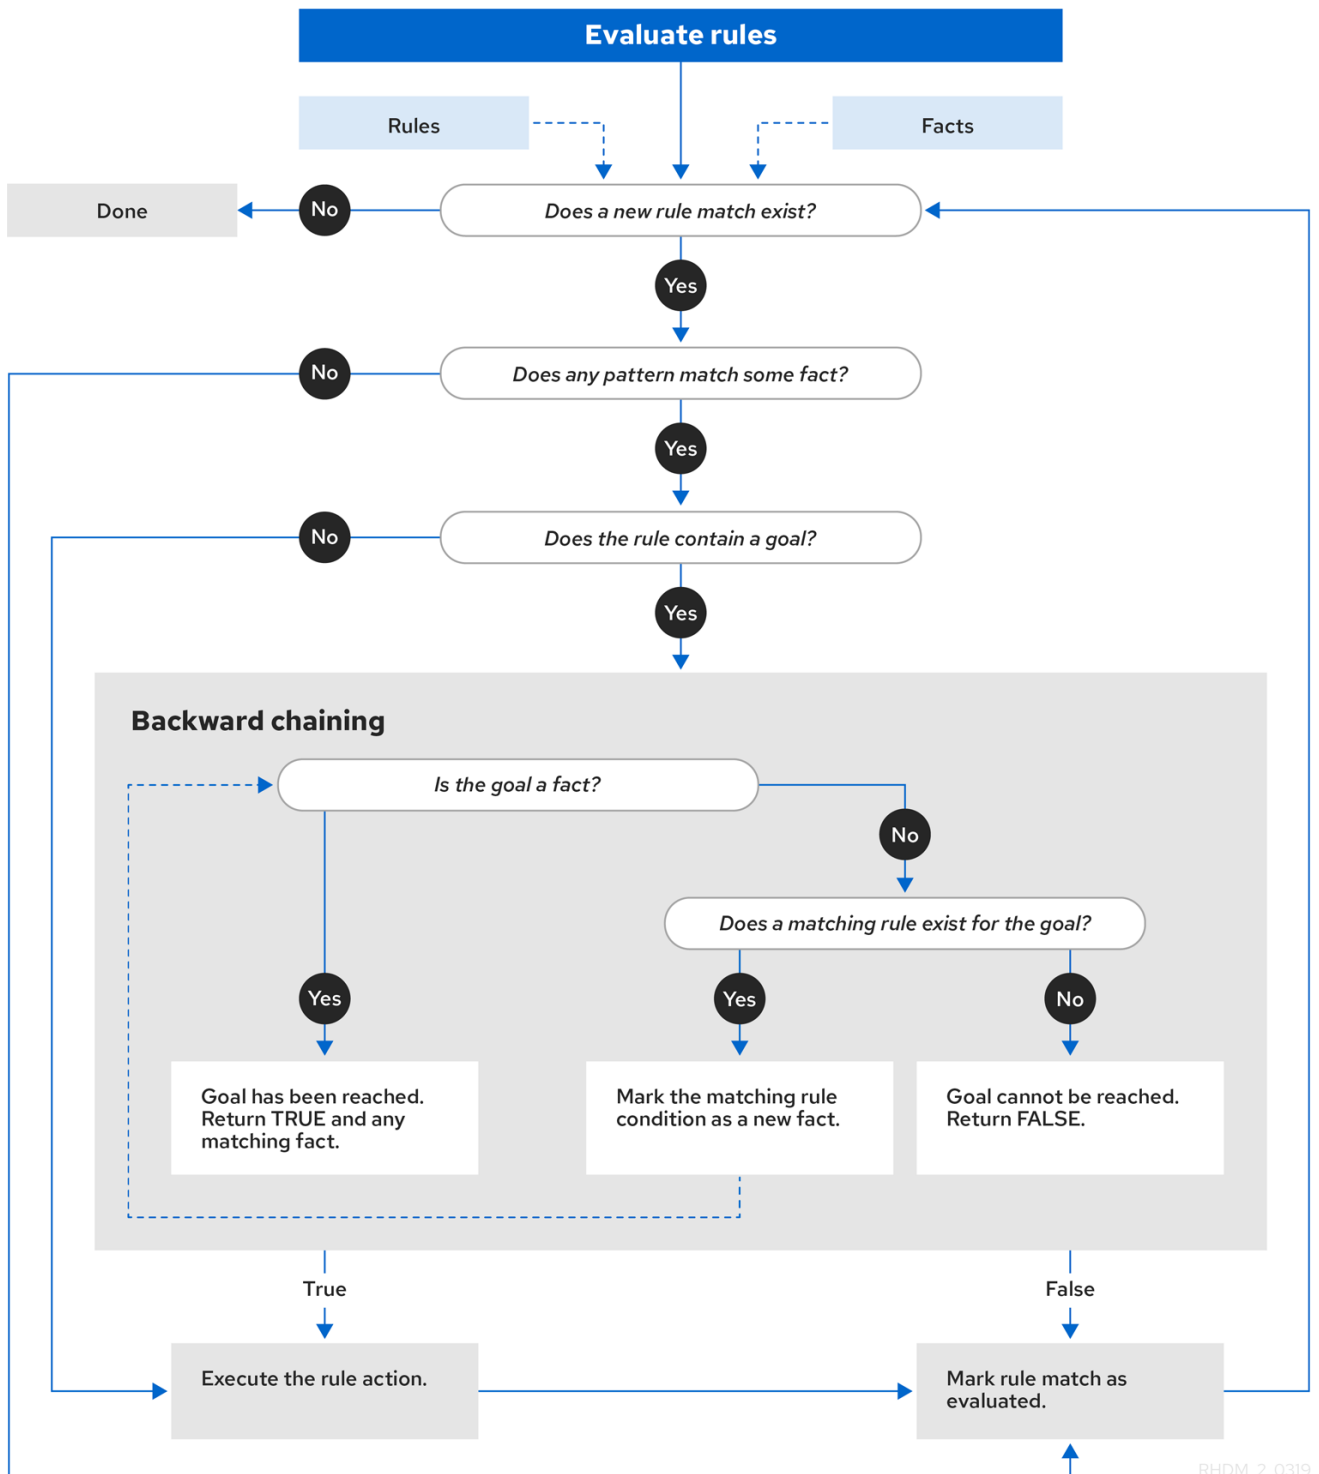 Evaluate rules
Rules
Facts
Done
No
Does a new rule match exist?
Yes
No
Does any pattern match some fact?
Yes
No
Does the rule contain a goal?
Yes
Backward chaining
Is the goal a fact?
No
Does a matching rule exist for the goal?
Yes
Yes
No
Goal has been reached.
Return TRUE and any
matching fact.
Mark the matching rule
condition as a new fact.
Goal cannot be reached.
Return FALSE.
True
False
Execute the rule action.
Mark rule match as
evaluated.
RHDM_2_0319